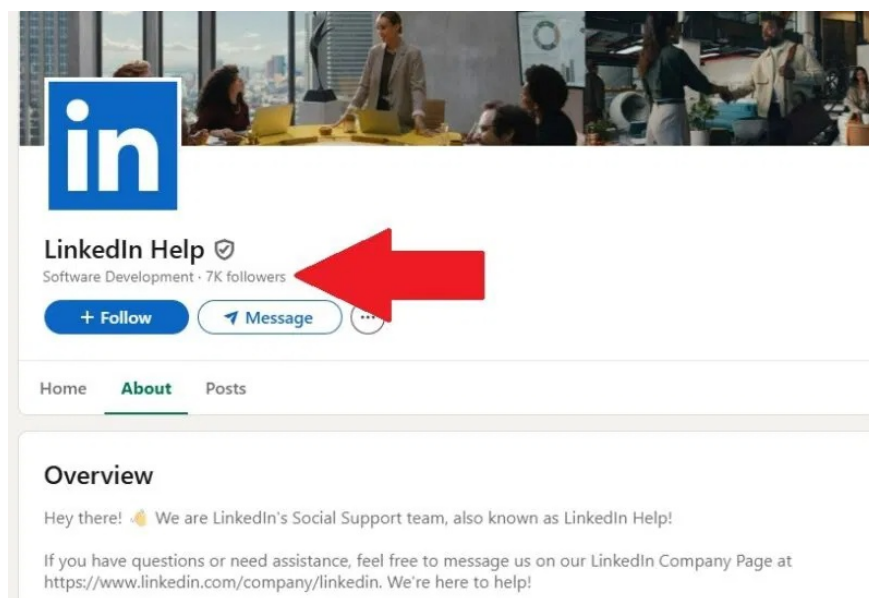 in
LinkedIn Help
Software Development · 7K followers
+ Follow
Message
Home About Posts
Overview
Hey there! 👋 We are LinkedIn's Social Support team, also known as LinkedIn Help!
If you have questions or need assistance, feel free to message us on our LinkedIn Company Page at
https://www.linkedin.com/company/linkedin. We're here to help!